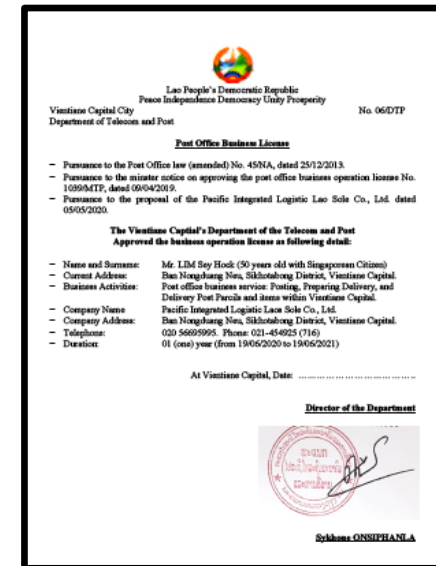 Lao People's Democratic Republic
Peace Independence Democracy Unity Prosperity
Vientiane Capital City No. 06/DTP
Department of Telecom and Post
Post Office Business License
– Pursuance to the Post Office law (amended) No. 45/NA, dated 25/12/2013.
– Pursuance to the minster notice on approving the post office business operation license No.
1039/MTP, dated 09/04/2019.
– Pursuance to the proposal of the Pacific Integrated Logistic Lao Sole Co., Ltd. dated
05/05/2020.
The Vientiane Captial's Department of the Telecom and Post
Approved the business operation license as following detail:
– Name and Surname: Mr. LIM Sey Hock (50 years old with Singaporean Citizen)
– Current Address: Ban Nongduang Neu, Sikhotabong District, Vientiane Capital.
– Business Activities: Post office business service: Posting, Preparing Delivery, and
Delivery Post Parcils and items within Vientiane Capital.
– Company Name Pacific Integrated Logistic Laos Sole Co., Ltd.
– Company Address: Ban Nongduang Neu, Sikhotabong District, Vientiane Capital.
– Telephone: 020 56695995. Phone: 021-454925 (716)
– Duration: 01 (one) year (from 19/06/2020 to 19/06/2021)
At Vientiane Capital, Date: ........................................
Director of the Department
Sykhone ONSIPHANLA